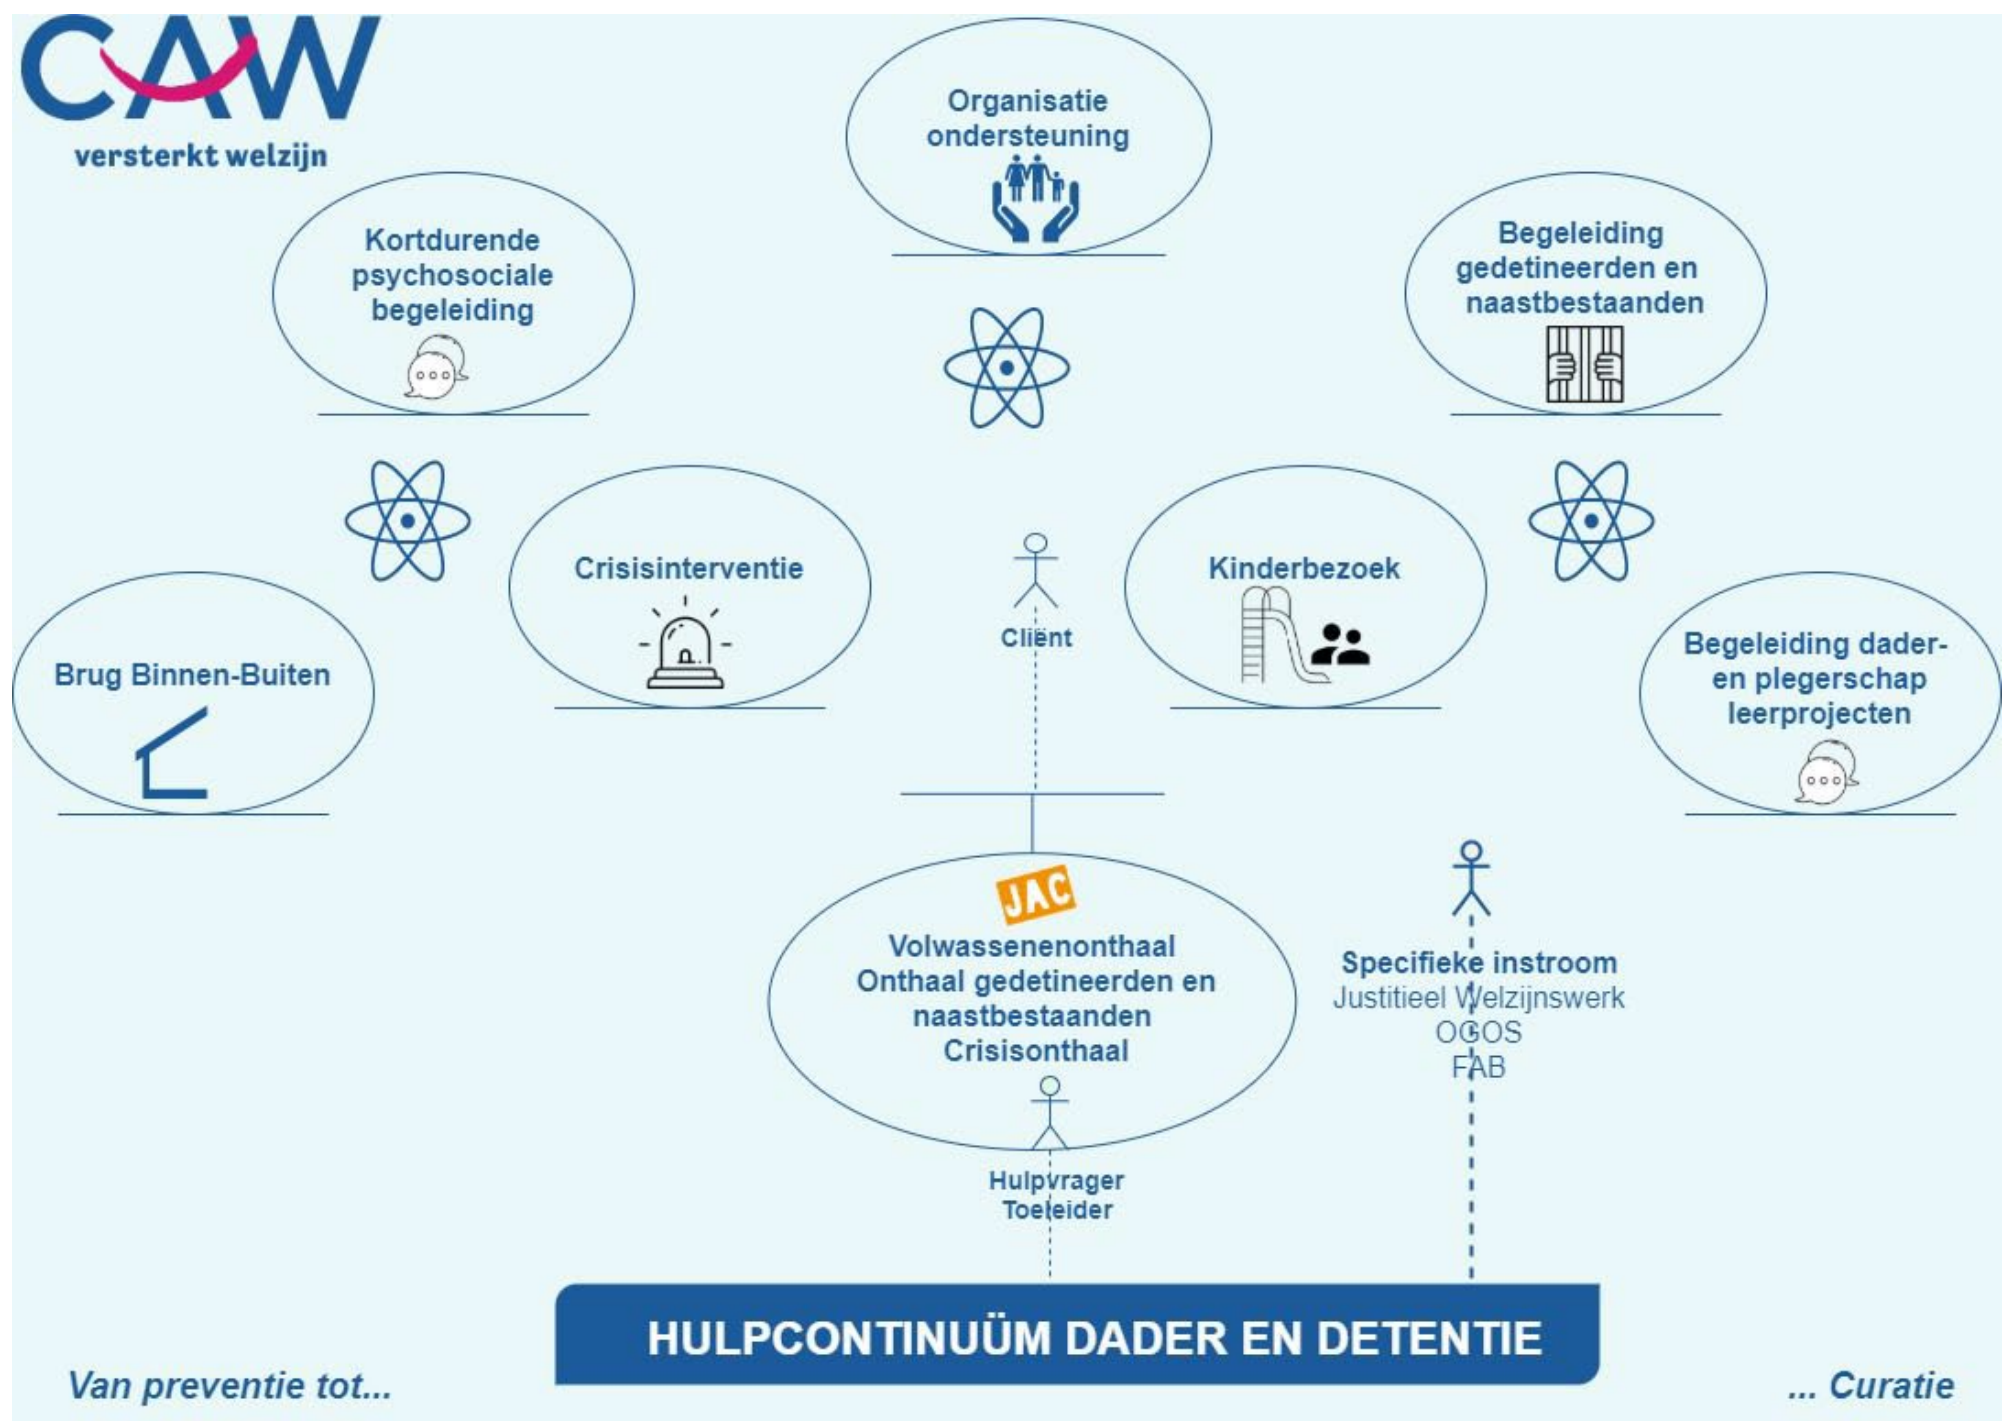 CAW
versterkt welzijn
Organisatie
ondersteuning
Kortdurende
psychosociale
begeleiding
Begeleiding
gedetineerden en
naastbestaanden
Crisisinterventie
Cliënt
Kinderbezoek
Brug Binnen-Buiten
Begeleiding dader-
en plegerschap
leerprojecten
JAC
Volwassenenonthaal
Onthaal gedetineerden en
naastbestaanden
Crisisonthaal
Hulpvrager
Toeleider
Specifieke instroom
Justitieel Welzijnswerk
OGOS
FAB
HULPCONTINUÜM DADER EN DETENTIE
Van preventie tot...
... Curatie